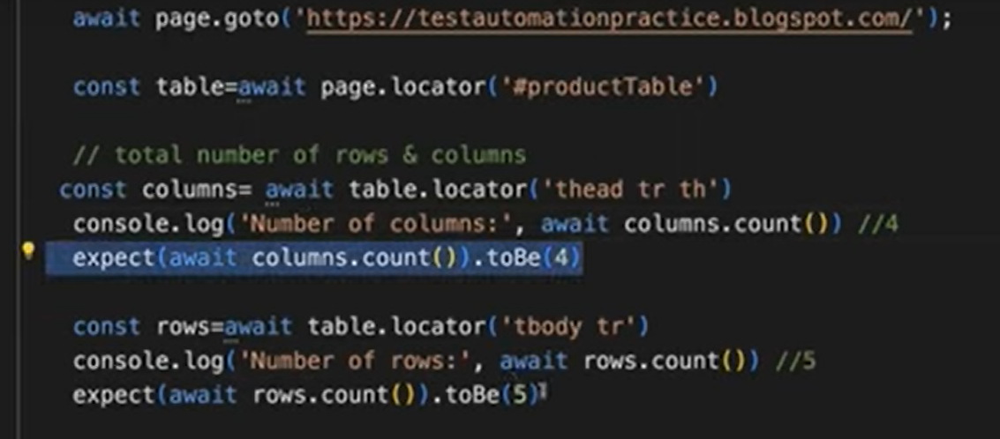 await page.goto('https://testautomationpractice.blogspot.com/');
const table=await page.locator('#productTable')
// total number of rows & columns
const columns= await table.locator('thead tr th')
console.log('Number of columns:', await columns.count()) //4
expect(await columns.count()).toBe(4)
const rows=await table.locator('tbody tr')
console.log('Number of rows:', await rows.count()) //5
expect(await rows.count()).toBe(5)